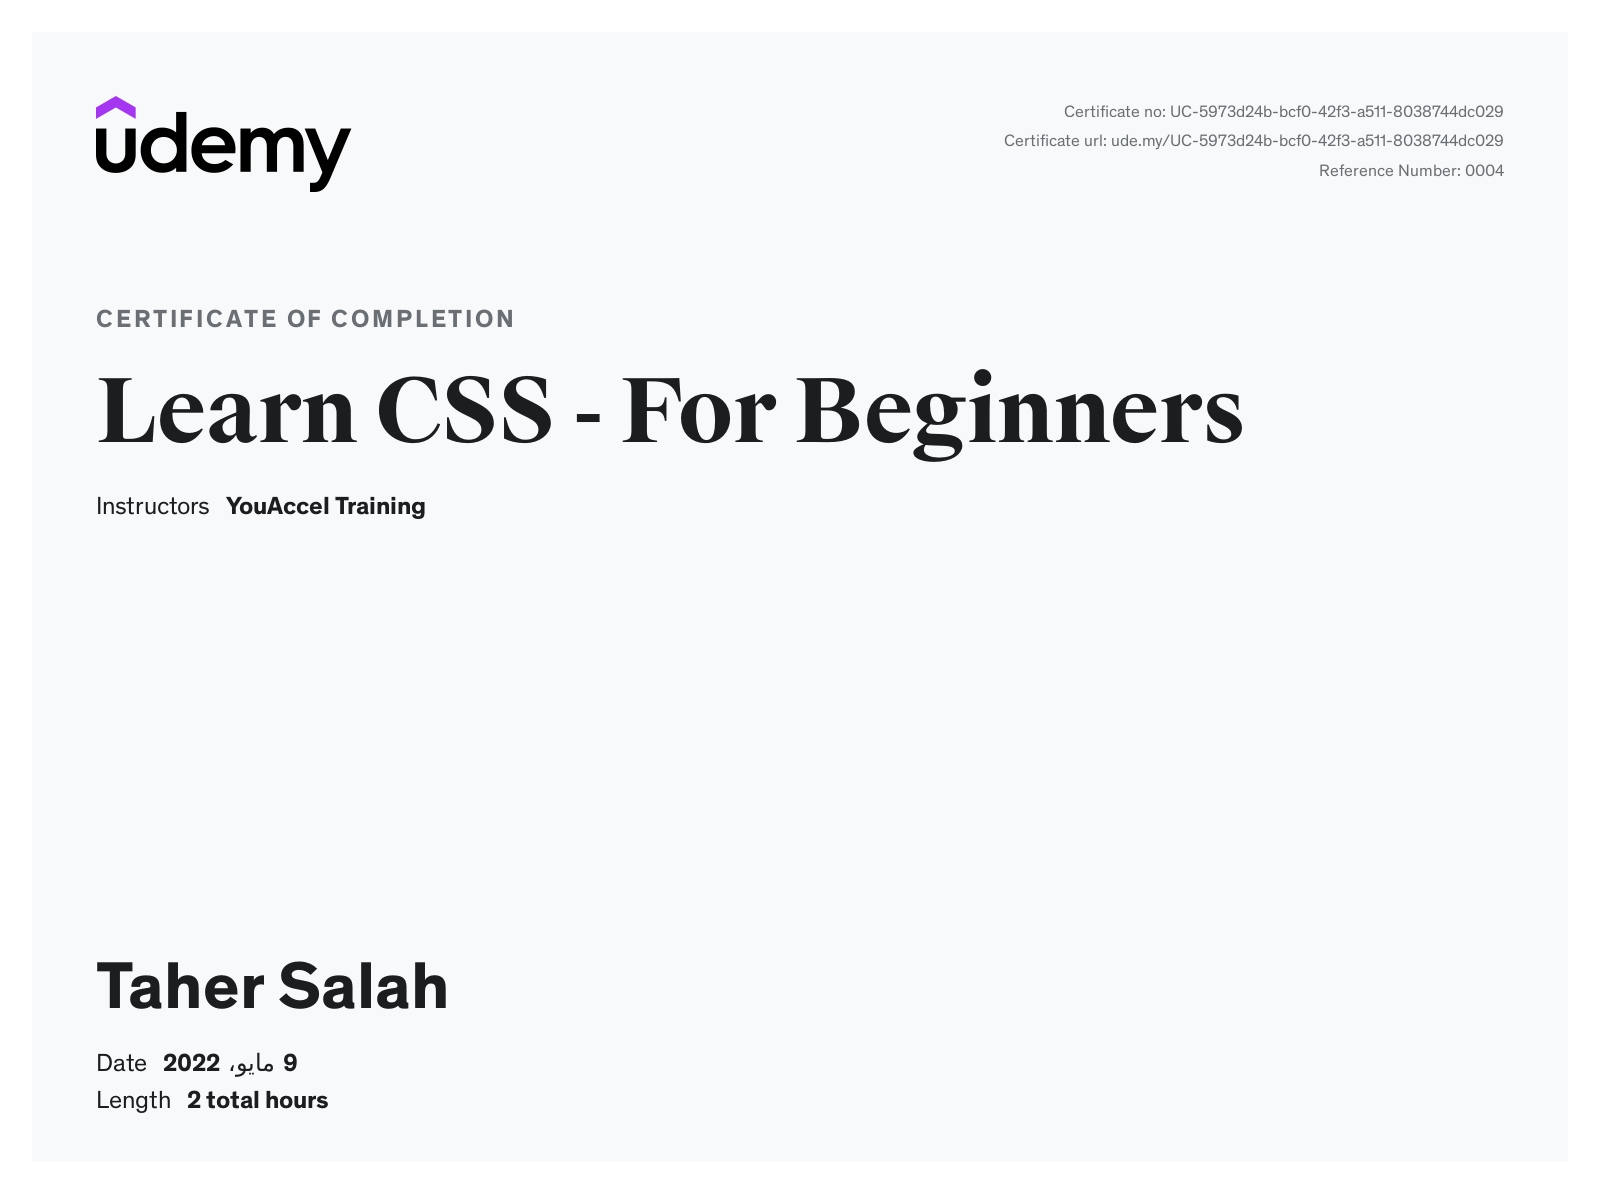 udemy
Certificate no: UC-5973d24b-bcf0-42f3-a511-8038744dc029
Certificate url: ude.my/UC-5973d24b-bcf0-42f3-a511-8038744dc029
Reference Number: 0004
CERTIFICATE OF COMPLETION
Learn CSS - For Beginners
Instructors YouAccel Training
Taher Salah
Date 9 مايو، 2022
Length 2 total hours